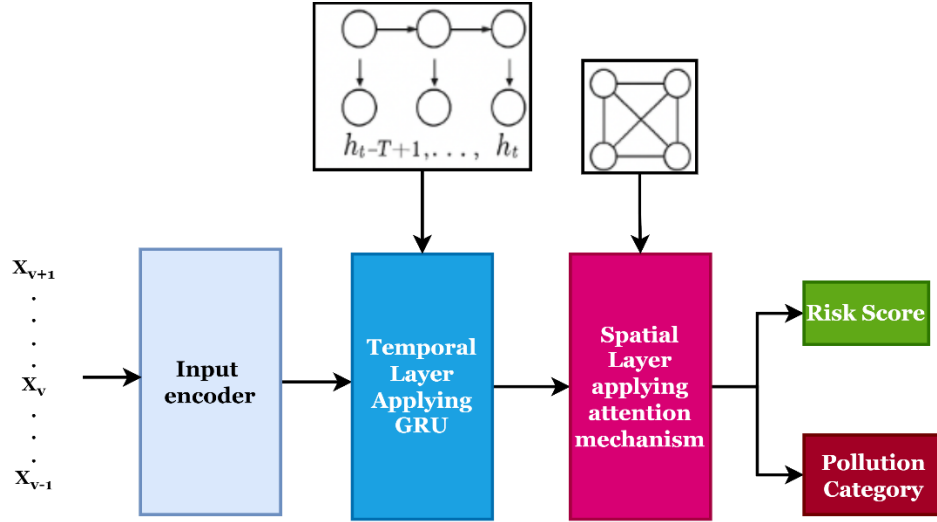 h_{t-T+1}, . . . , h_t
X_{v+1}
.
.
.
.
X_v
.
.
.
X_{v-1}
Input
encoder
Temporal
Layer
Applying
GRU
Spatial
Layer
applying
attention
mechanism
Risk Score
Pollution
Category